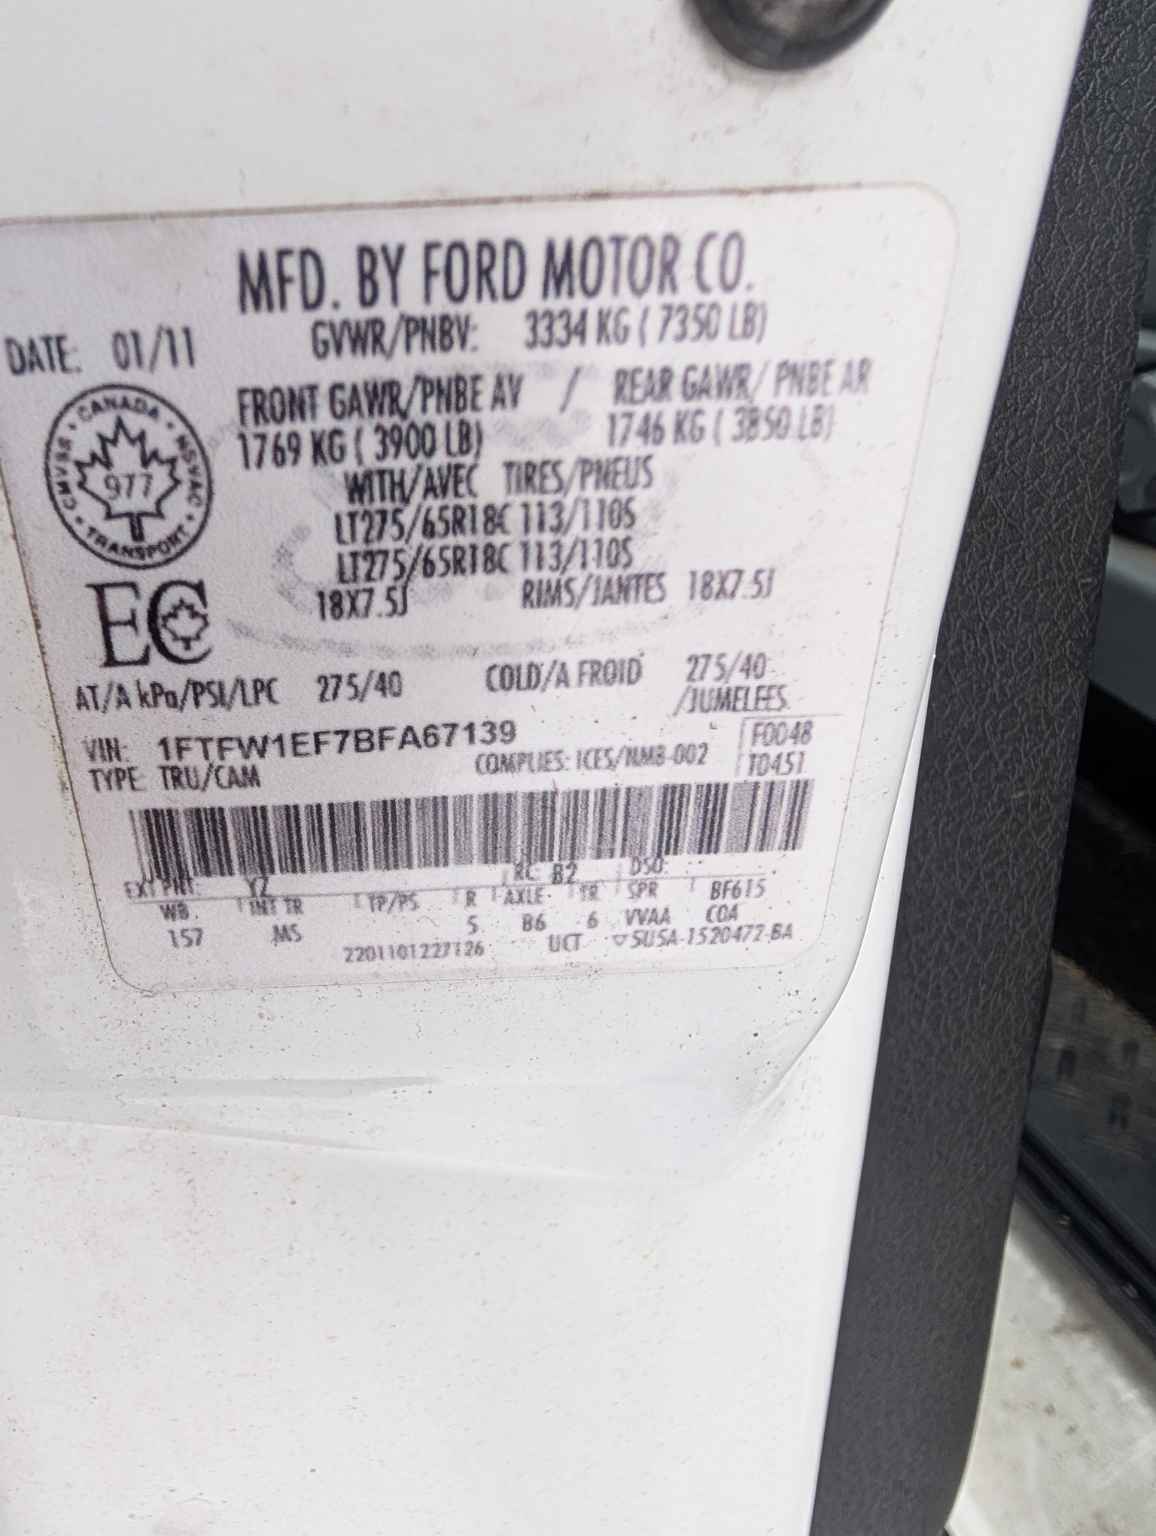 MFD. BY FORD MOTOR CO.
DATE: 01/11
GVWR/PNBV: 3334 KG ( 7350 LB)
CANADA
CMVSS NSVAC
977
TRANSPORT
FRONT GAWR/PNBE AV / REAR GAWR/ PNBE AR
1769 KG ( 3900 LB) 1746 KG ( 3850 LB)
WITH/AVEC TIRES/PNEUS
LT275/65R18C 113/110S
LT275/65R18C 113/110S
18X7.5J RIMS/JANTES 18X7.5J
EC
AT/A kPa/PSI/LPC 275/40 COLD/A FROID 275/40
/JUMELEES
VIN: 1FTFW1EF7BFA67139
F0048
TYPE: TRU/CAM COMPLIES: ICES/NMB-002
T0451
EXT PNT: YZ RC: B2 DSO:
WB INT TR TP/PS R AXLE TR SPR BF615
157 MS 5 B6 6 VVAA COA
2201101227126 UCT ▽SU5A-1520472-BA